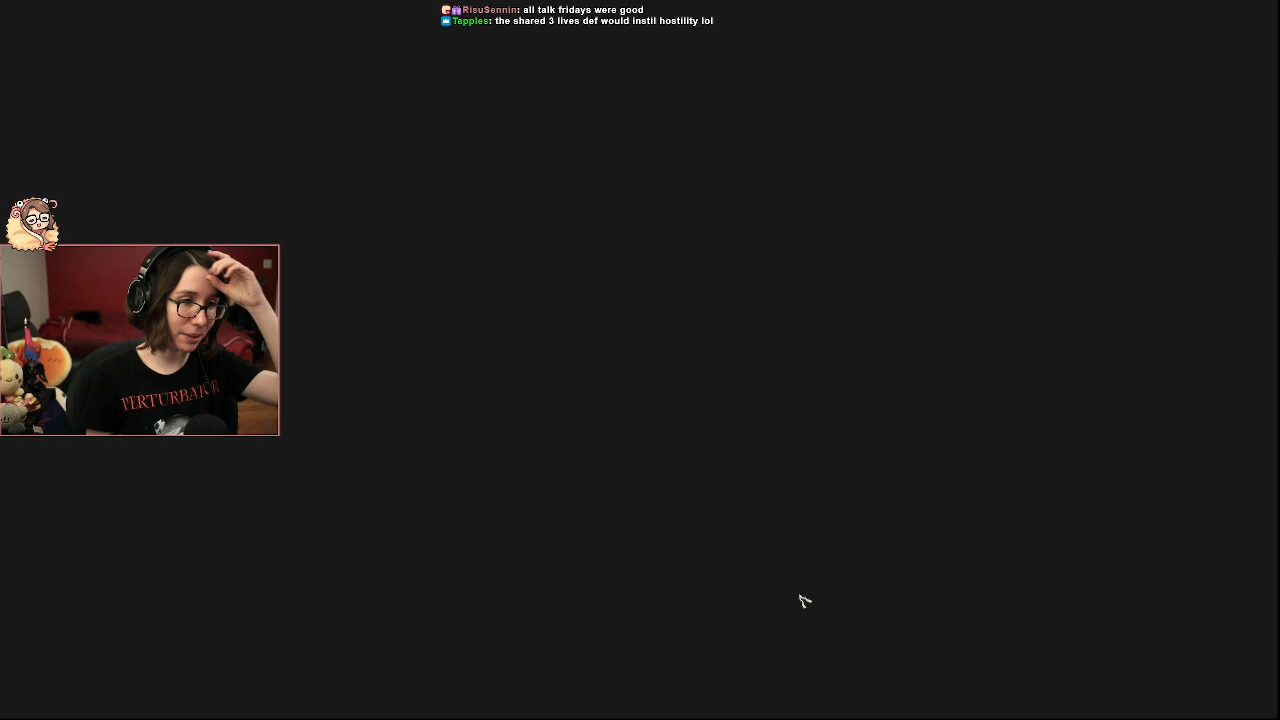 RisuSennin: all talk fridays were good
Tapples: the shared 3 lives def would instil hostility lol
PERTURBATOR